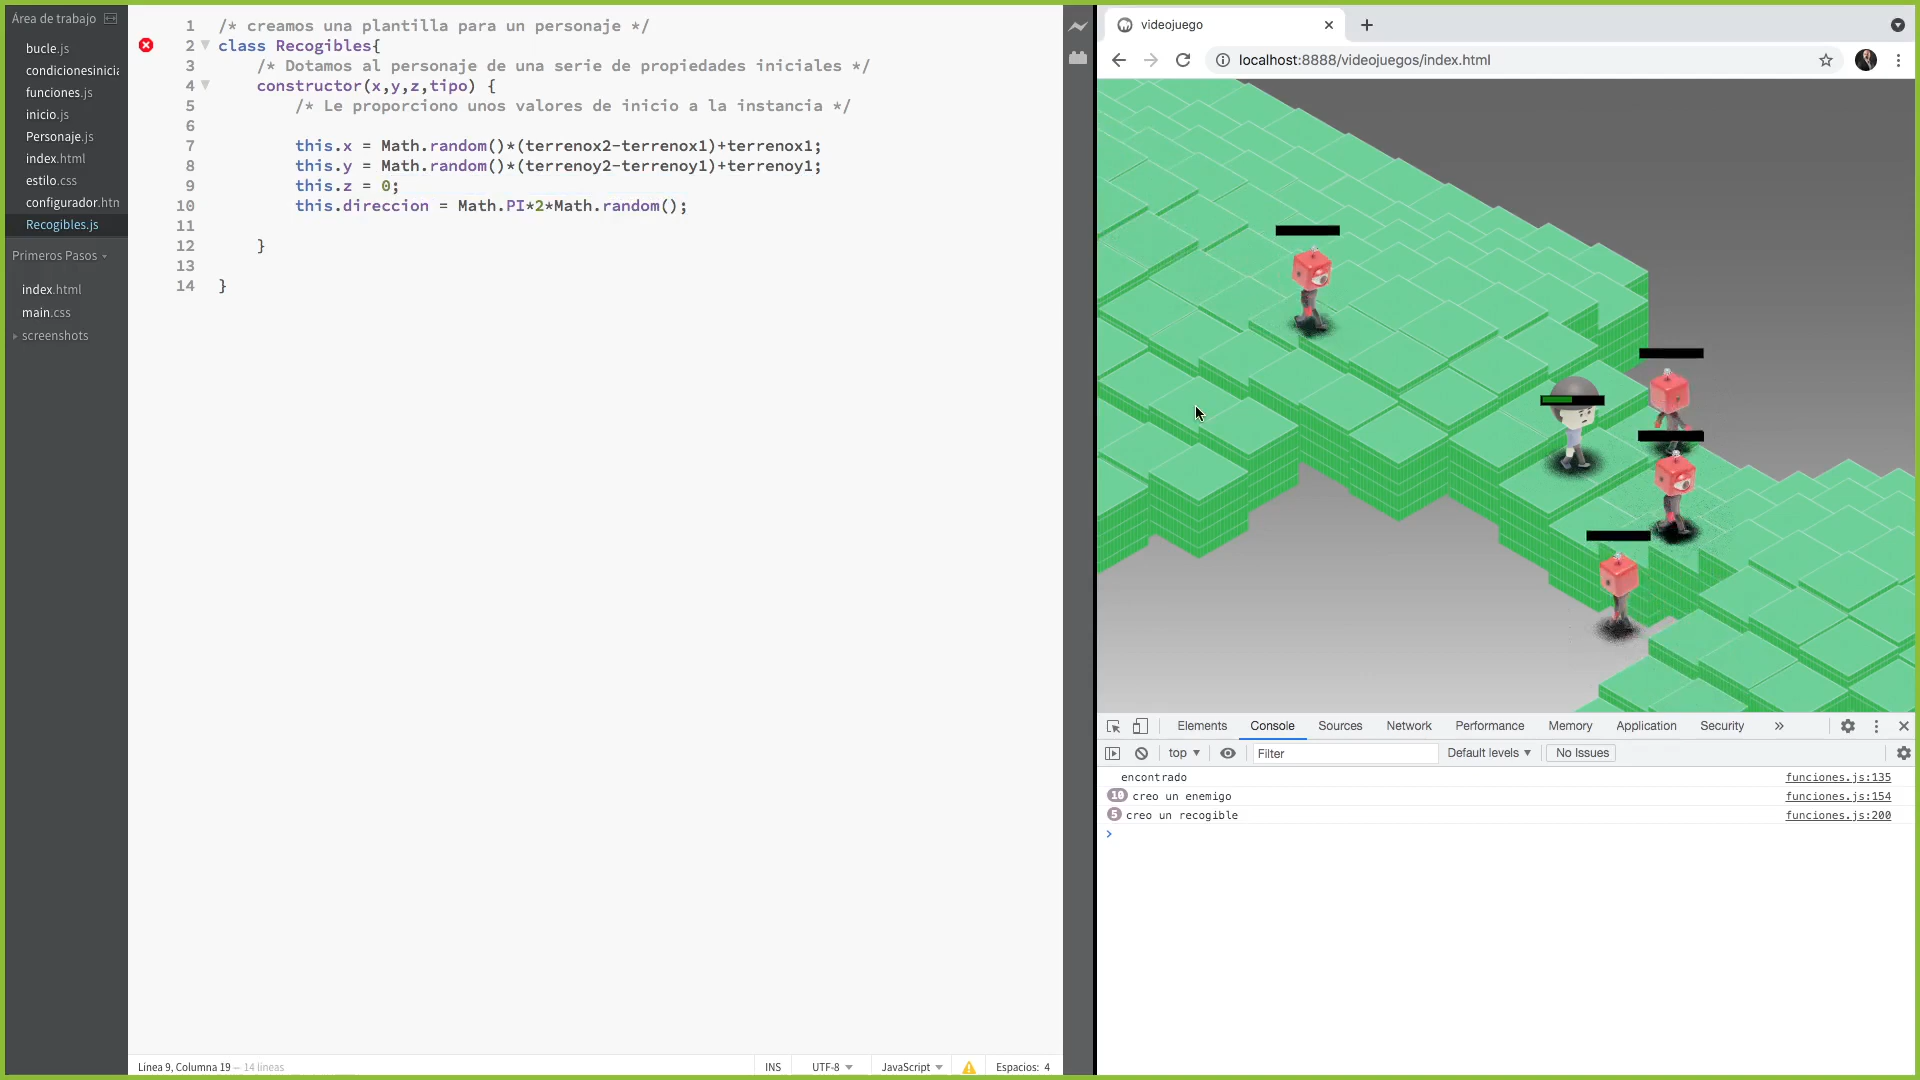 Área de trabajo
bucle.js
condicionesinicia
funciones.js
inicio.js
Personaje.js
index.html
estilo.css
configurador.htm
Recogibles.js
Primeros Pasos
index.html
main.css
screenshots
1 /* creamos una plantilla para un personaje */
2 class Recogibles{
3 /* Dotamos al personaje de una serie de propiedades iniciales */
4 constructor(x,y,z,tipo) {
5 /* Le proporciono unos valores de inicio a la instancia */
6
7 this.x = Math.random()*(terrenox2-terrenox1)+terrenox1;
8 this.y = Math.random()*(terrenoy2-terrenoy1)+terrenoy1;
9 this.z = 0;
10 this.direccion = Math.PI*2*Math.random();
11
12 }
13
14 }
Línea 9, Columna 19 — 14 líneas
INS UTF-8 JavaScript Espacios: 4
videojuego
localhost:8888/videojuegos/index.html
Elements Console Sources Network Performance Memory Application Security »
top Filter Default levels No Issues
encontrado funciones.js:135
10 creo un enemigo funciones.js:154
5 creo un recogible funciones.js:200